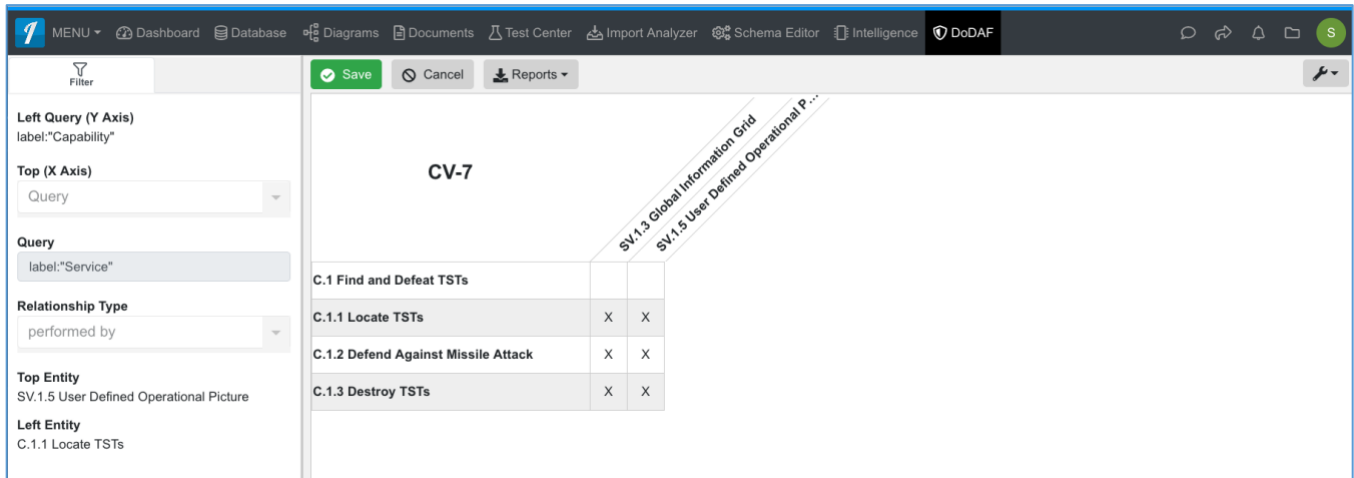 MENU Dashboard Database Diagrams Documents Test Center Import Analyzer Schema Editor Intelligence DoDAF S
Filter
Save Cancel Reports
Left Query (Y Axis)
label:"Capability"
Top (X Axis)
Query
Query
label:"Service"
Relationship Type
performed by
Top Entity
SV.1.5 User Defined Operational Picture
Left Entity
C.1.1 Locate TSTs
CV-7
SV.1.3 Global Information Grid
SV.1.5 User Defined Operational P...
C.1 Find and Defeat TSTs
C.1.1 Locate TSTs X X
C.1.2 Defend Against Missile Attack X X
C.1.3 Destroy TSTs X X